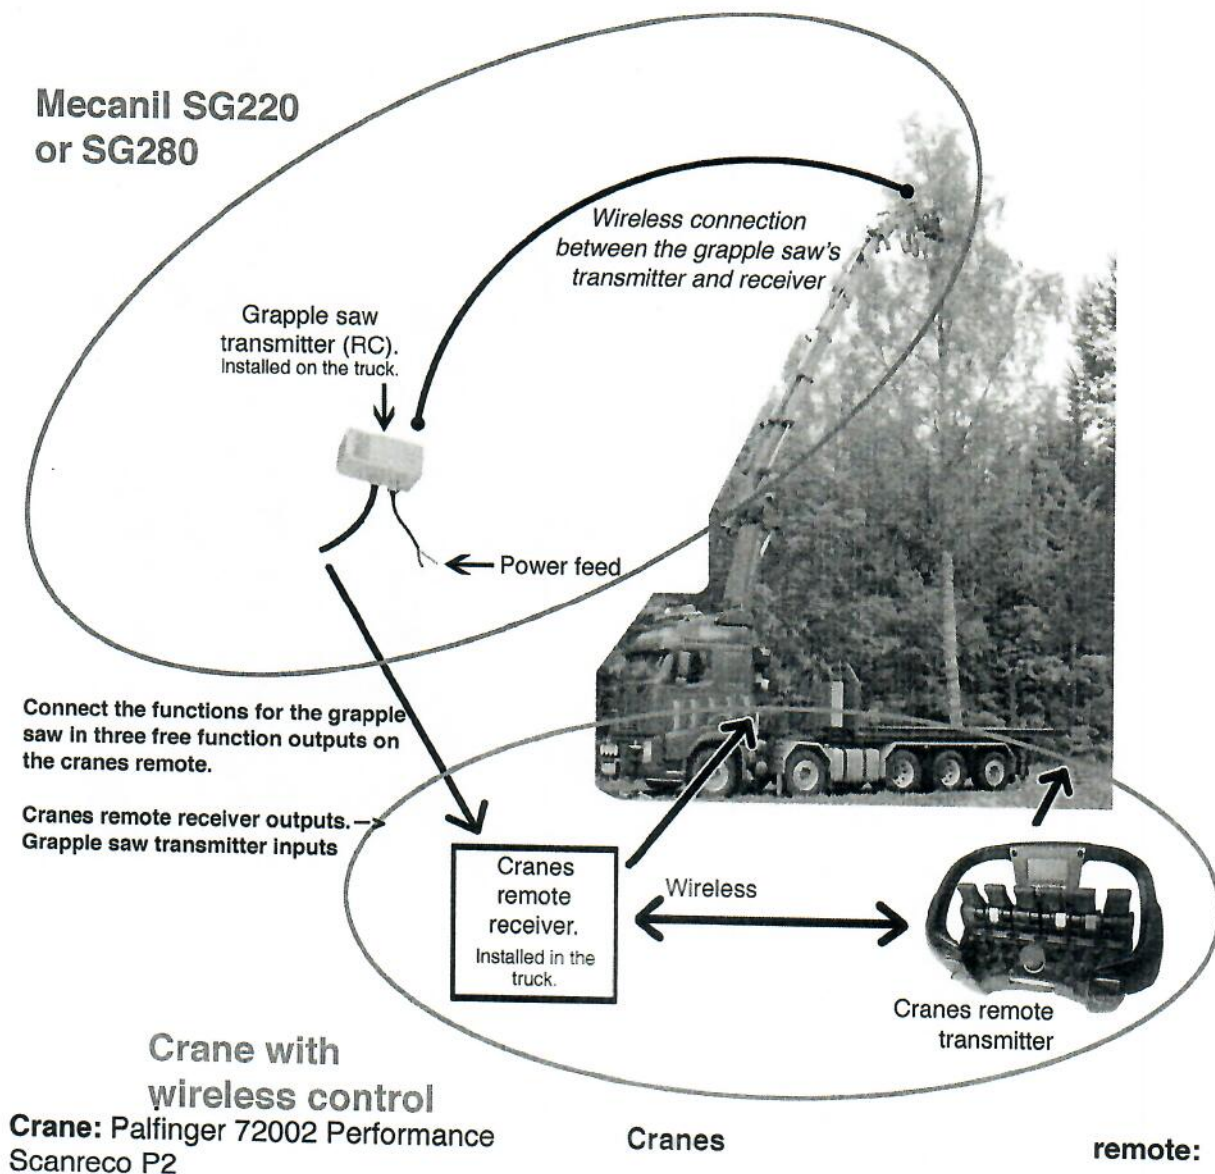 Mecanil SG220
or SG280
Wireless connection
between the grapple saw's
transmitter and receiver
Grapple saw
transmitter (RC).
Installed on the truck.
Power feed
Connect the functions for the grapple
saw in three free function outputs on
the cranes remote.
Cranes remote receiver outputs.–>
Grapple saw transmitter inputs
Cranes
remote
receiver.
Installed in the
truck.
Wireless
Cranes remote
transmitter
Crane with
wireless control
Crane: Palfinger 72002 Performance Cranes remote:
Scanreco P2